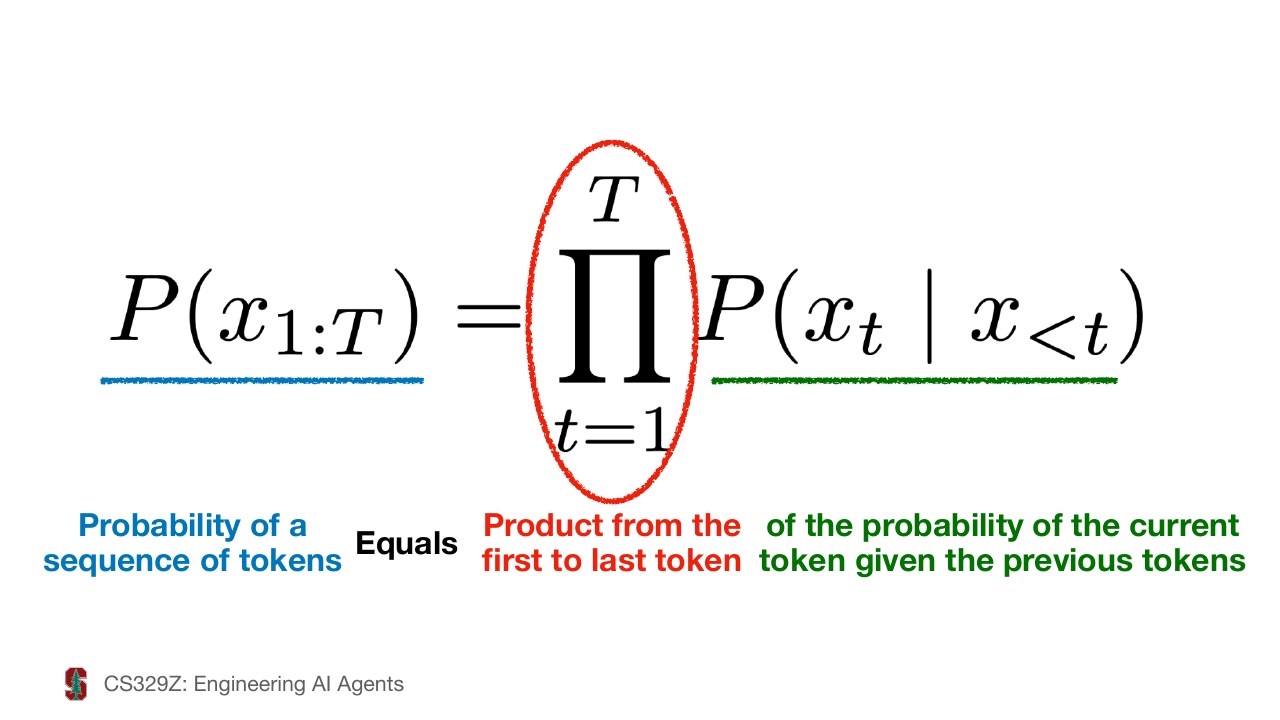 P(x_{1:T}) = \prod_{t=1}^{T} P(x_t | x_{<t})
Probability of a
sequence of tokens
Equals
Product from the
first to last token
of the probability of the current
token given the previous tokens
CS329Z: Engineering AI Agents